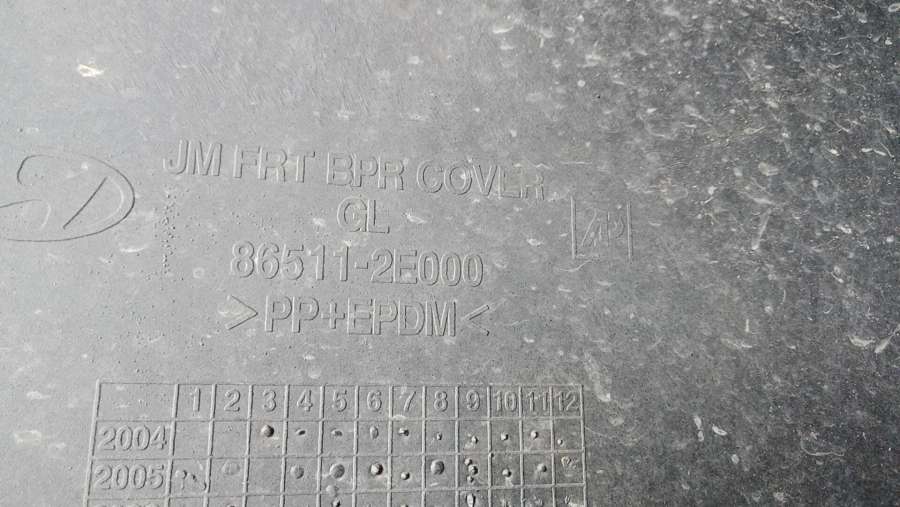 JM FRT BPR COVER
GL
86511-2E000
>PP+EPDM<
1 2 3 4 5 6 7 8 9 10 11 12
2004
2005